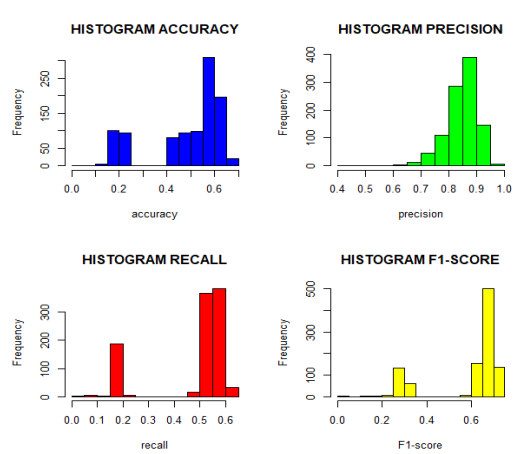 HISTOGRAM ACCURACY
Frequency
0 50 150 250
0.0 0.2 0.4 0.6
accuracy
HISTOGRAM PRECISION
Frequency
0 100 200 300 400
0.4 0.5 0.6 0.7 0.8 0.9 1.0
precision
HISTOGRAM RECALL
Frequency
0 100 200 300
0.0 0.1 0.2 0.3 0.4 0.5 0.6
recall
HISTOGRAM F1-SCORE
Frequency
0 100 300 500
0.0 0.2 0.4 0.6
F1-score